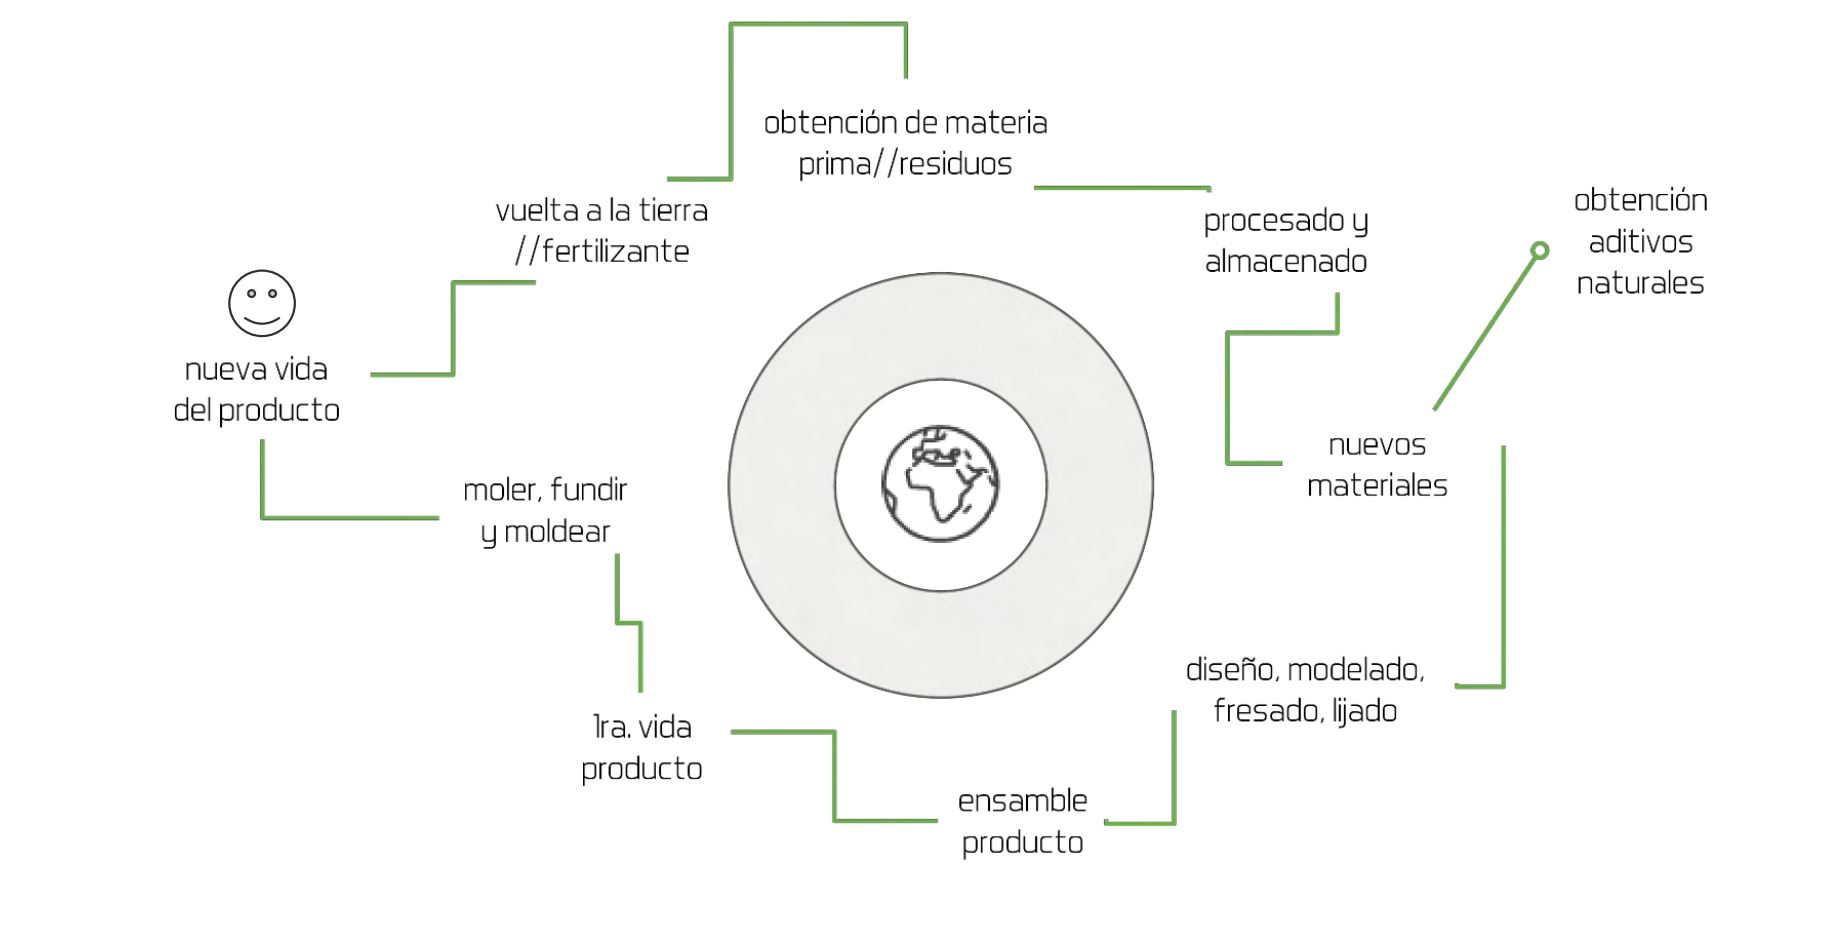 obtención de materia
prima//residuos
procesado y
almacenado
obtención
aditivos
naturales
nuevos
materiales
diseño, modelado,
fresado, lijado
ensamble
producto
1ra. vida
producto
moler, fundir
y moldear
nueva vida
del producto
vuelta a la tierra
//fertilizante